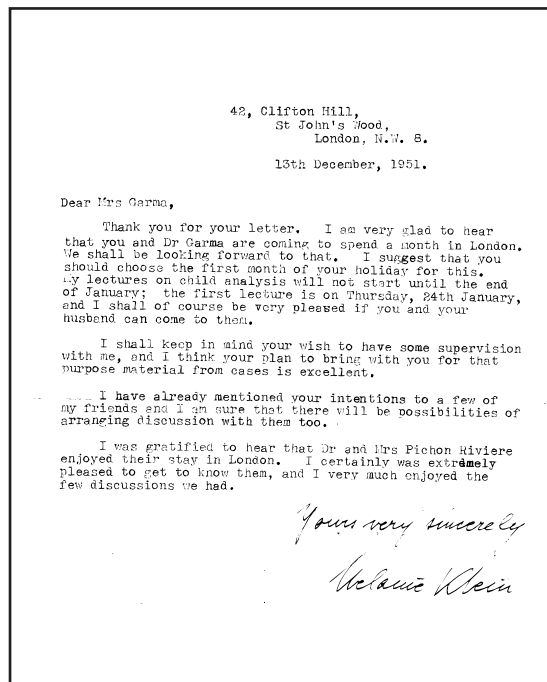 42, Clifton Hill,
St John's Wood,
London, N.W. 8.
13th December, 1951.
Dear Mrs Garma,
Thank you for your letter. I am very glad to hear
that you and Dr Garma are coming to spend a month in London.
We shall be looking forward to that. I suggest that you
should choose the first month of your holiday for this.
My lectures on child analysis will not start until the end
of January; the first lecture is on Thursday, 24th January,
and I shall of course be very pleased if you and your
husband can come to them.
I shall keep in mind your wish to have some supervision
with me, and I think your plan to bring with you for that
purpose material from cases is excellent.
I have already mentioned your intentions to a few of
my friends and I am sure that there will be possibilities of
arranging discussion with them too.
I was gratified to hear that Dr and Mrs Pichon Riviere
enjoyed their stay in London. I certainly was extremely
pleased to get to know them, and I very much enjoyed the
few discussions we had.
Yours very sincerely
Melanie Klein